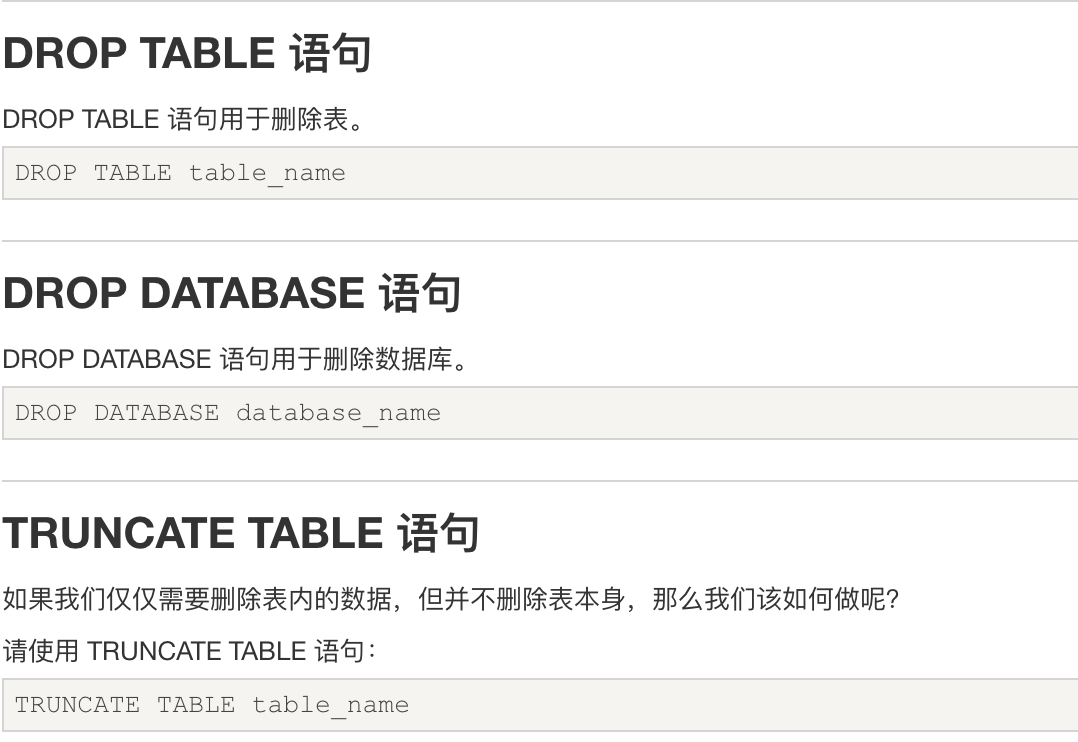 DROP TABLE 语句
DROP TABLE 语句用于删除表。
DROP TABLE table_name
DROP DATABASE 语句
DROP DATABASE 语句用于删除数据库。
DROP DATABASE database_name
TRUNCATE TABLE 语句
如果我们仅仅需要删除表内的数据，但并不删除表本身，那么我们该如何做呢？
请使用 TRUNCATE TABLE 语句：
TRUNCATE TABLE table_name